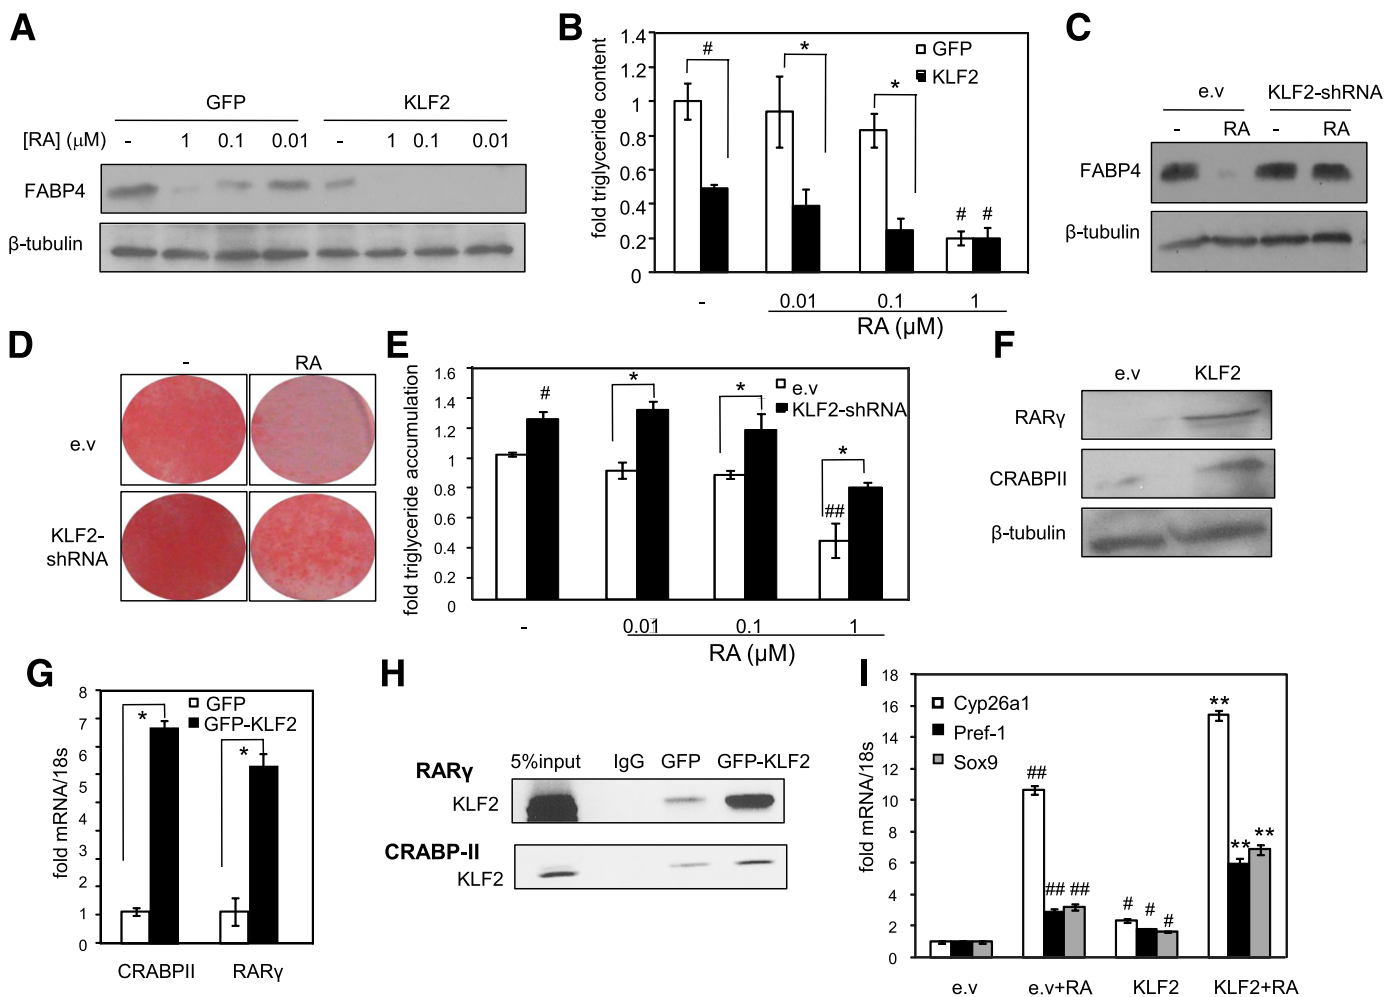 A
GFP KLF2
[RA] (μM) - 1 0.1 0.01 - 1 0.1 0.01
FABP4
β-tubulin
B
fold triglyceride content
1.4
1.2
1
0.8
0.6
0.4
0.2
0
# * * # #
GFP
KLF2
- 0.01 0.1 1
RA (μM)
C
e.v KLF2-shRNA
- RA - RA
FABP4
β-tubulin
D
- RA
e.v
KLF2-
shRNA
E
fold triglyceride accumulation
1.6
1.4
1.2
1
0.8
0.6
0.4
0.2
0
# * * * ##
e.v
KLF2-shRNA
- 0.01 0.1 1
RA (μM)
F
e.v KLF2
RARγ
CRABPII
β-tubulin
G
fold mRNA/18s
8
7
6
5
4
3
2
1
0
* *
GFP
GFP-KLF2
CRABPII RARγ
H
5%input IgG GFP GFP-KLF2
RARγ
KLF2
CRABP-II
KLF2
I
fold mRNA/18s
18
16
14
12
10
8
6
4
2
0
Cyp26a1
Pref-1
Sox9
## ## ## # # # ** ** **
e.v e.v+RA KLF2 KLF2+RA